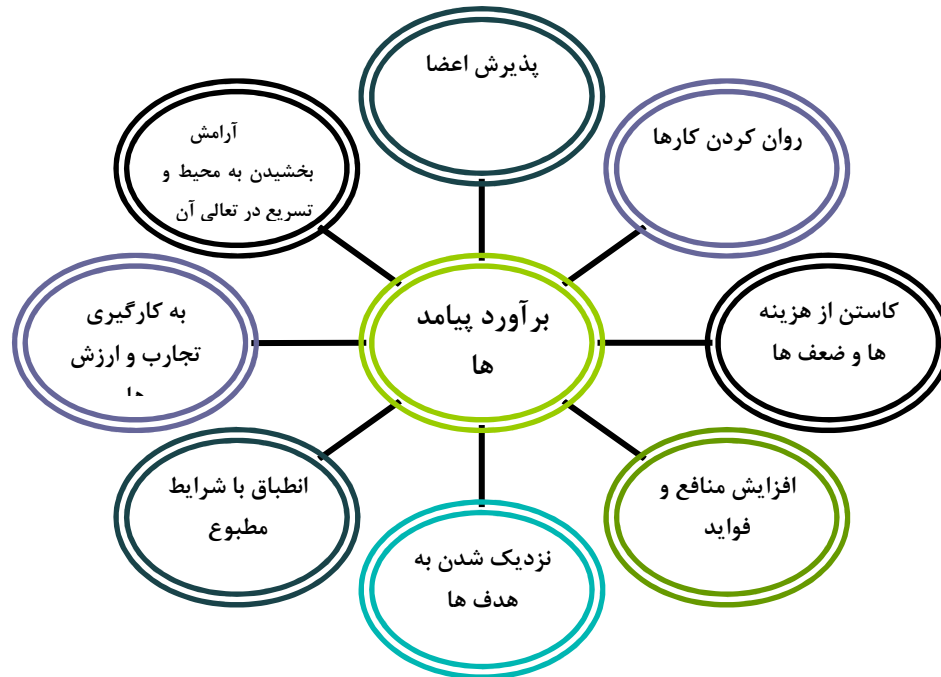 پذیرش اعضا
روان کردن کارها
کاستن از هزینه
ها و ضعف ها
افزایش منافع و
فواید
نزدیک شدن به
هدف ها
انطباق با شرایط
مطبوع
به کارگیری
تجارب و ارزش
ها
آرامش
بخشیدن به محیط و
تسریع در تعالی آن
برآورد پیامد
ها